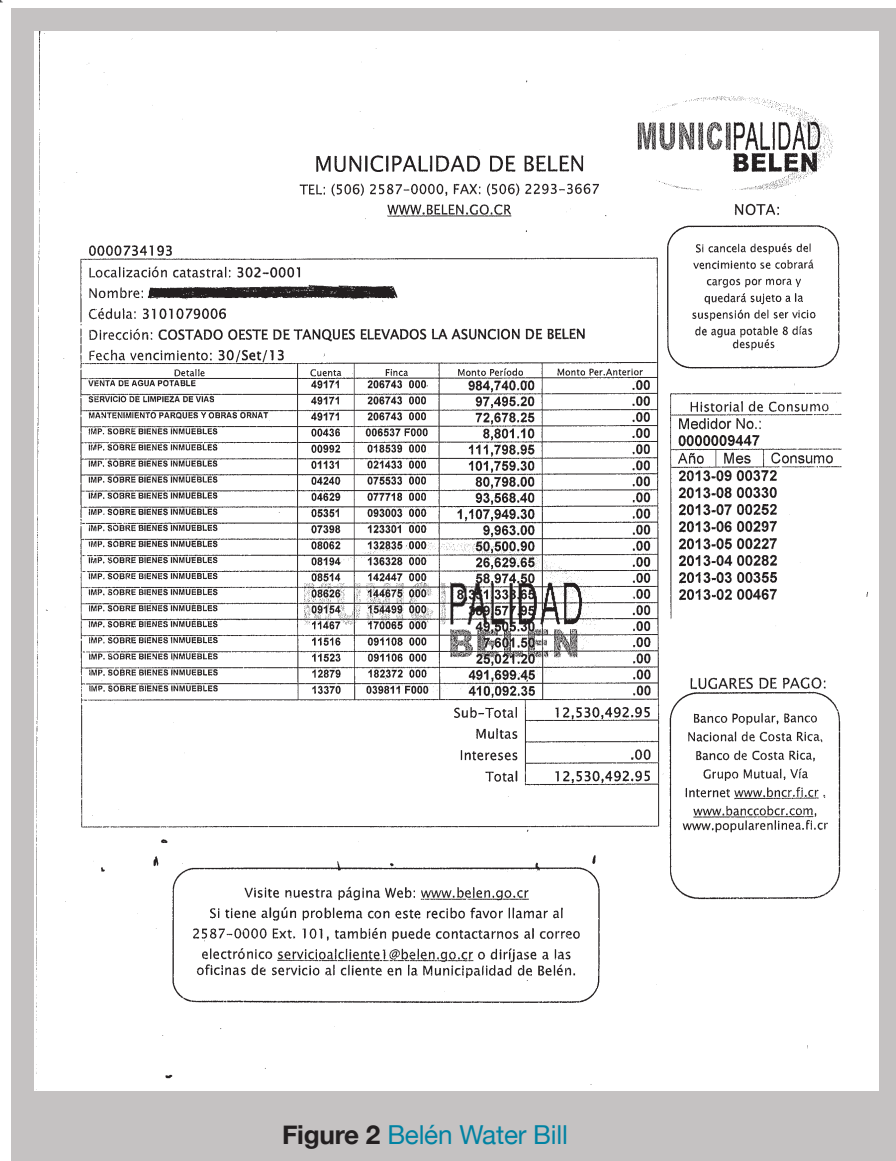 MUNICIPALIDAD
BELEN
MUNICIPALIDAD DE BELEN
TEL: (506) 2587-0000, FAX: (506) 2293-3667
WWW.BELEN.GO.CR
NOTA:
Si cancela después del
vencimiento se cobrará
cargos por mora y
quedará sujeto a la
suspensión del ser vicio
de agua potable 8 días
después
0000734193
Localización catastral: 302-0001
Nombre:
Cédula: 3101079006
Dirección: COSTADO OESTE DE TANQUES ELEVADOS LA ASUNCION DE BELEN
Fecha vencimiento: 30/Set/13
Detalle Cuenta Finca Monto Período Monto Per.Anterior
VENTA DE AGUA POTABLE 49171 206743 000 984,740.00 .00
SERVICIO DE LIMPIEZA DE VIAS 49171 206743 000 97,495.20 .00
MANTENIMIENTO PARQUES Y OBRAS ORNAT 49171 206743 000 72,678.25 .00
IMP. SOBRE BIENES INMUEBLES 00436 006537 F000 8,801.10 .00
IMP. SOBRE BIENES INMUEBLES 00992 018539 000 111,798.95 .00
IMP. SOBRE BIENES INMUEBLES 01131 021433 000 101,759.30 .00
IMP. SOBRE BIENES INMUEBLES 04240 075533 000 80,798.00 .00
IMP. SOBRE BIENES INMUEBLES 04629 077718 000 93,568.40 .00
IMP. SOBRE BIENES INMUEBLES 05351 093003 000 1,107,949.30 .00
IMP. SOBRE BIENES INMUEBLES 07398 123301 000 9,963.00 .00
IMP. SOBRE BIENES INMUEBLES 08062 132835 000 50,500.90 .00
IMP. SOBRE BIENES INMUEBLES 08194 136328 000 26,629.65 .00
IMP. SOBRE BIENES INMUEBLES 08514 142447 000 58,974.50 .00
IMP. SOBRE BIENES INMUEBLES 08626 144675 000 8,351,338.65 .00
IMP. SOBRE BIENES INMUEBLES 09154 154499 000 389,577.95 .00
IMP. SOBRE BIENES INMUEBLES 11467 170065 000 49,505.30 .00
IMP. SOBRE BIENES INMUEBLES 11516 091108 000 7,601.50 .00
IMP. SOBRE BIENES INMUEBLES 11523 091106 000 25,021.20 .00
IMP. SOBRE BIENES INMUEBLES 12879 182372 000 491,699.45 .00
IMP. SOBRE BIENES INMUEBLES 13370 039811 F000 410,092.35 .00
MUNICIPALIDAD
BELEN
Sub-Total 12,530,492.95
Multas
Intereses .00
Total 12,530,492.95
Historial de Consumo
Medidor No.:
0000009447
Año Mes Consumo
2013-09 00372
2013-08 00330
2013-07 00252
2013-06 00297
2013-05 00227
2013-04 00282
2013-03 00355
2013-02 00467
LUGARES DE PAGO:
Banco Popular, Banco
Nacional de Costa Rica,
Banco de Costa Rica,
Grupo Mutual, Vía
Internet www.bncr.fi.cr ,
www.banccobcr.com,
www.popularenlinea.fi.cr
Visite nuestra página Web: www.belen.go.cr
Si tiene algún problema con este recibo favor llamar al
2587-0000 Ext. 101, también puede contactarnos al correo
electrónico servicioalcliente1@belen.go.cr o diríjase a las
oficinas de servicio al cliente en la Municipalidad de Belén.
Figure 2 Belén Water Bill